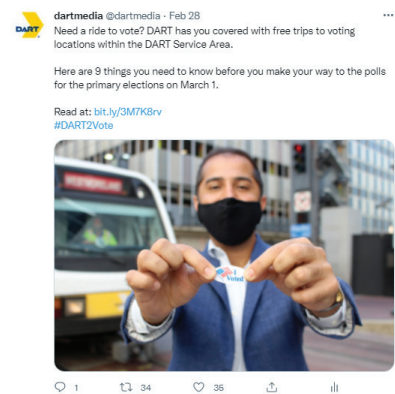 dartmedia @dartmedia · Feb 28
DART
Need a ride to vote? DART has you covered with free trips to voting
locations within the DART Service Area.
Here are 9 things you need to know before you make your way to the polls
for the primary elections on March 1.
Read at: bit.ly/3M7K8rv
#DART2Vote
I
Voted
1
34
35